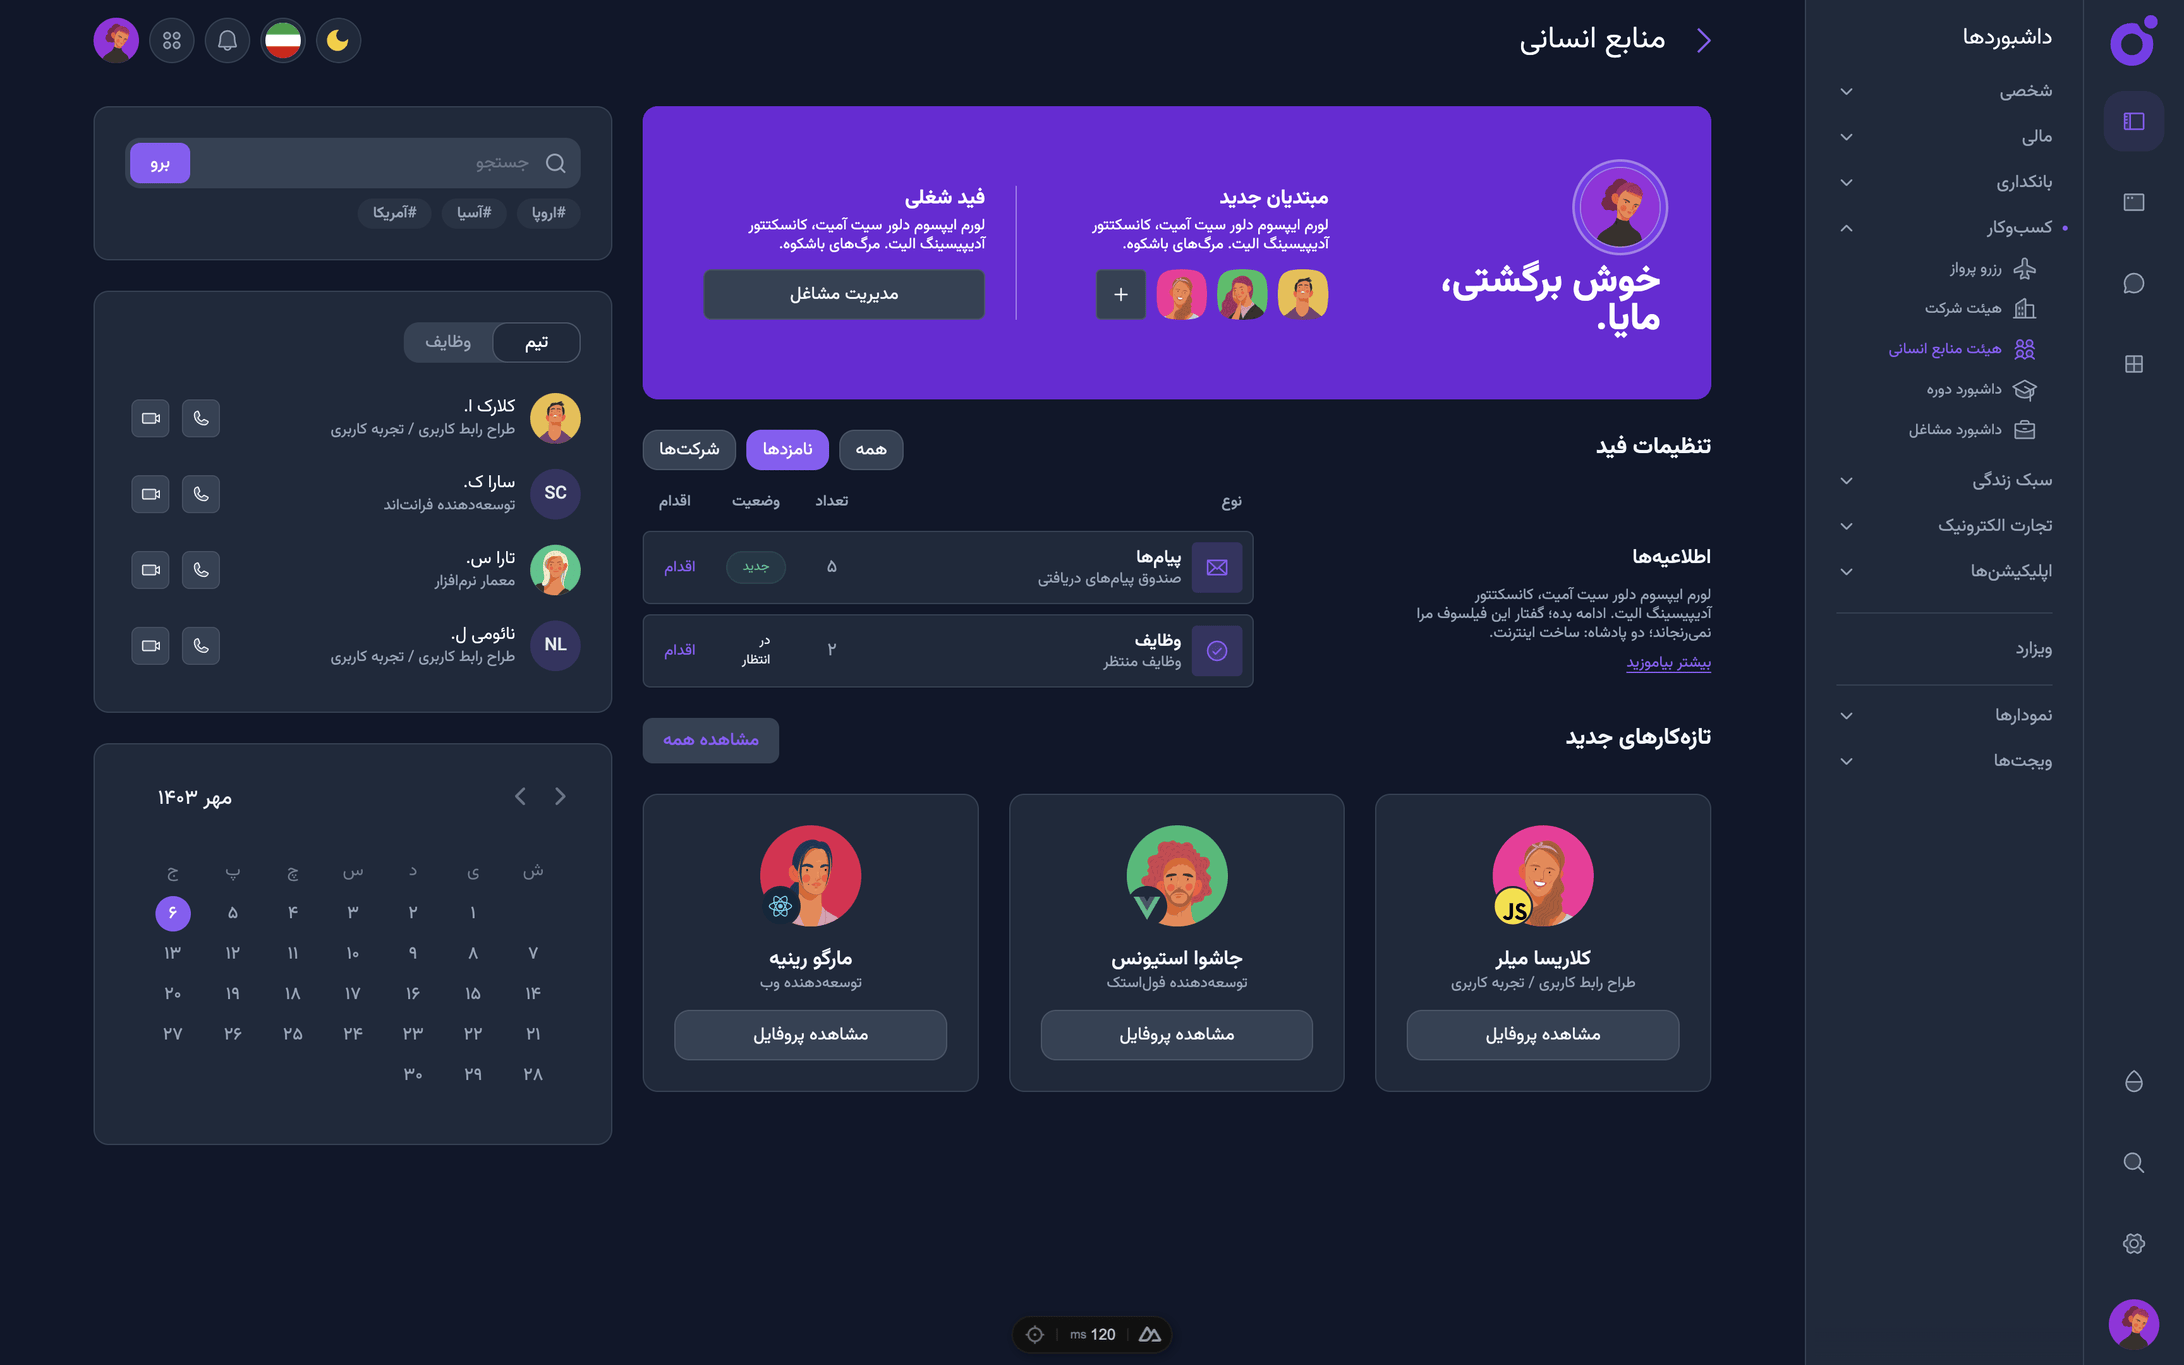 داشبوردها
شخصی
مالی
بانکداری
کسب‌وکار
رزرو پرواز
هیئت شرکت
هیئت منابع انسانی
داشبورد دوره
داشبورد مشاغل
سبک زندگی
تجارت الکترونیک
اپلیکیشن‌ها
ویزارد
نمودارها
ویجت‌ها
منابع انسانی
خوش برگشتی،
مایا.
مبتدیان جدید
لورم ایپسوم دلور سیت آمیت، کانسکتتور
آدیپیسینگ الیت. مرگ‌های باشکوه.
+
فید شغلی
لورم ایپسوم دلور سیت آمیت، کانسکتتور
آدیپیسینگ الیت. مرگ‌های باشکوه.
مدیریت مشاغل
تنظیمات فید
همه
نامزدها
شرکت‌ها
اطلاعیه‌ها
لورم ایپسوم دلور سیت آمیت، کانسکتتور
آدیپیسینگ الیت. ادامه بده؛ گفتار این فیلسوف مرا
نمی‌رنجاند؛ دو پادشاه: ساخت اینترنت.
بیشتر بیاموزید
نوع تعداد وضعیت اقدام
پیام‌ها
صندوق پیام‌های دریافتی
۵ جدید اقدام
وظایف
وظایف منتظر
۲ در انتظار اقدام
تازه‌کارهای جدید
مشاهده همه
JS
کلاریسا میلر
طراح رابط کاربری / تجربه کاربری
مشاهده پروفایل
جاشوا استیونس
توسعه‌دهنده فول‌استک
مشاهده پروفایل
مارگو رینیه
توسعه‌دهنده وب
مشاهده پروفایل
جستجو
برو
#اروپا #آسیا #آمریکا
تیم وظایف
کلارک ا.
طراح رابط کاربری / تجربه کاربری
SC
سارا ک.
توسعه‌دهنده فرانت‌اند
تارا س.
معمار نرم‌افزار
NL
نائومی ل.
طراح رابط کاربری / تجربه کاربری
مهر ۱۴۰۳
ش ی د س چ پ ج
۱ ۲ ۳ ۴ ۵ ۶
۷ ۸ ۹ ۱۰ ۱۱ ۱۲ ۱۳
۱۴ ۱۵ ۱۶ ۱۷ ۱۸ ۱۹ ۲۰
۲۱ ۲۲ ۲۳ ۲۴ ۲۵ ۲۶ ۲۷
۲۸ ۲۹ ۳۰
120 ms